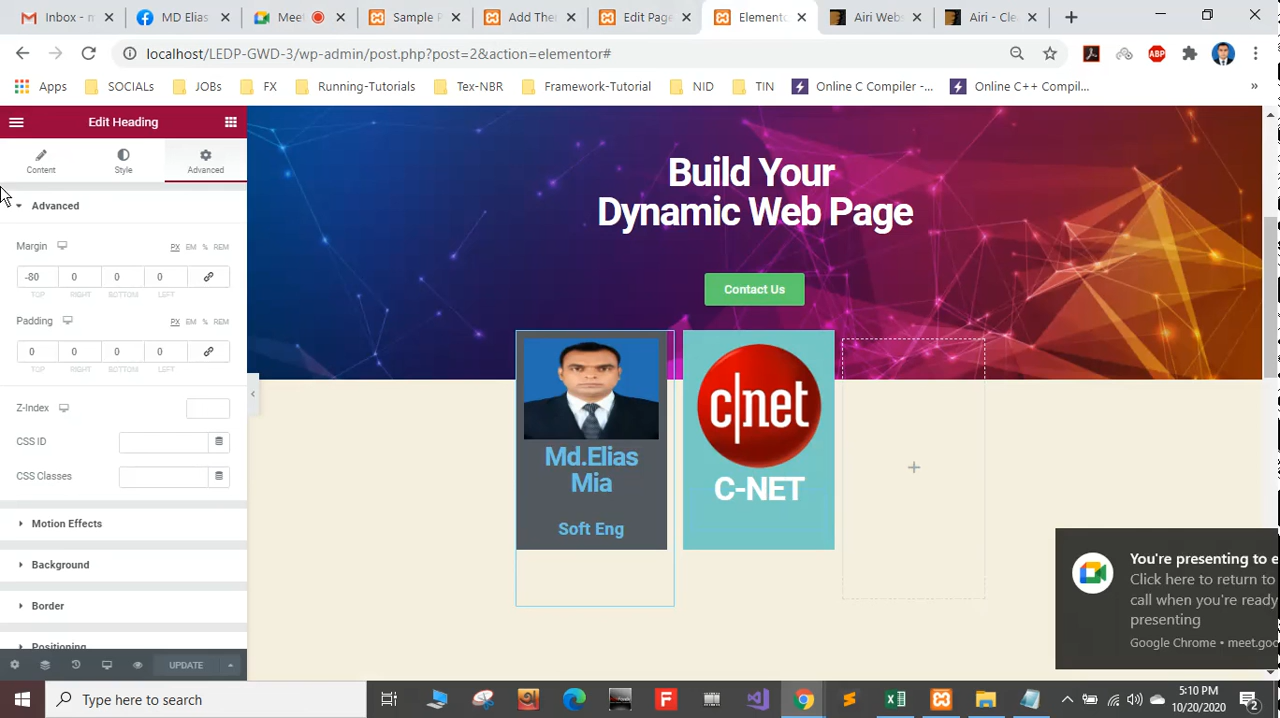 Inbox - m
MD Elias
Meet
Sample P
Add The
Edit Page
Elemento
Airi Webs
Airi - Cle
localhost/LEDP-GWD-3/wp-admin/post.php?post=2&action=elementor#
ABP
Apps
SOCIALs
JOBs
FX
Running-Tutorials
Tex-NBR
Framework-Tutorial
NID
TIN
Online C Compiler -...
Online C++ Compil...
»
Edit Heading
Content
Style
Advanced
Advanced
Margin
PX EM % REM
-80 0 0 0
TOP RIGHT BOTTOM LEFT
Padding
PX EM % REM
0 0 0 0
TOP RIGHT BOTTOM LEFT
Z-Index
CSS ID
CSS Classes
Motion Effects
Background
Border
Positioning
UPDATE
Build Your
Dynamic Web Page
Contact Us
Md.Elias
Mia
Soft Eng
c|net
C-NET
+
You're presenting to e
Click here to return to
call when you're ready
presenting
Google Chrome • meet.goo
Type here to search
5:10 PM
10/20/2020
2